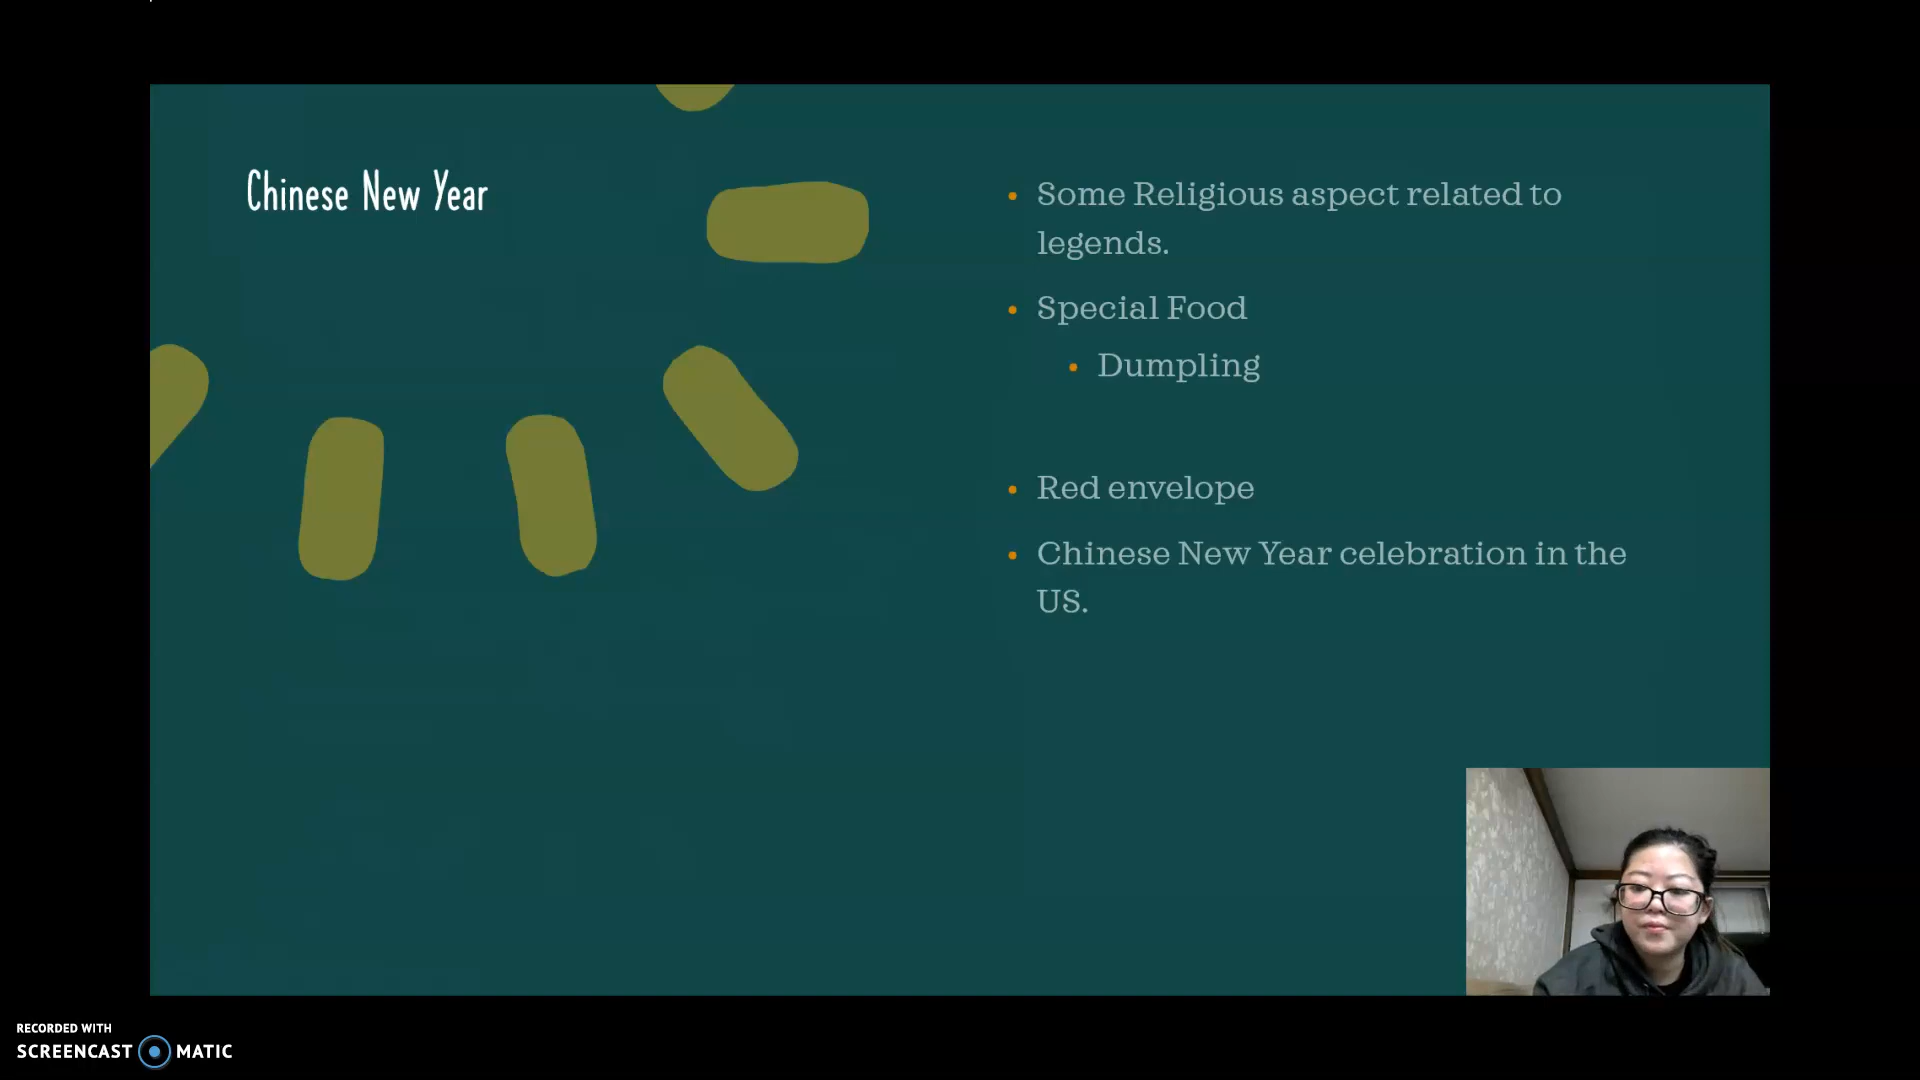 Chinese New Year
Some Religious aspect related to
legends.
Special Food
Dumpling
Red envelope
Chinese New Year celebration in the
US.
RECORDED WITH
SCREENCAST MATIC